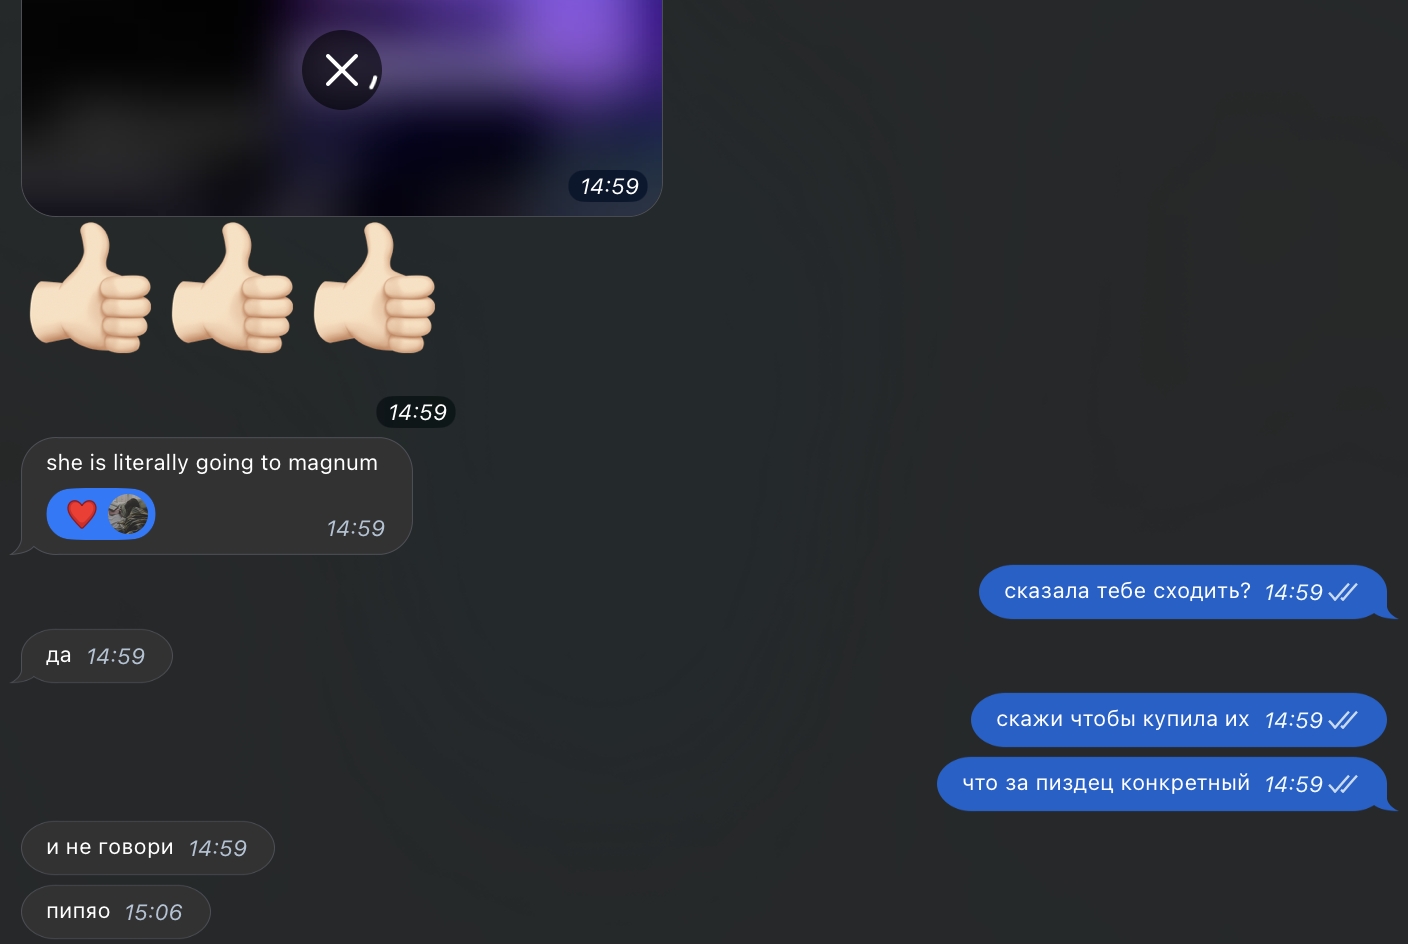 14:59
👍🏻👍🏻👍🏻
14:59
she is literally going to magnum
❤️ 14:59
сказала тебе сходить? 14:59
да 14:59
скажи чтобы купила их 14:59
что за пиздец конкретный 14:59
и не говори 14:59
пипяо 15:06